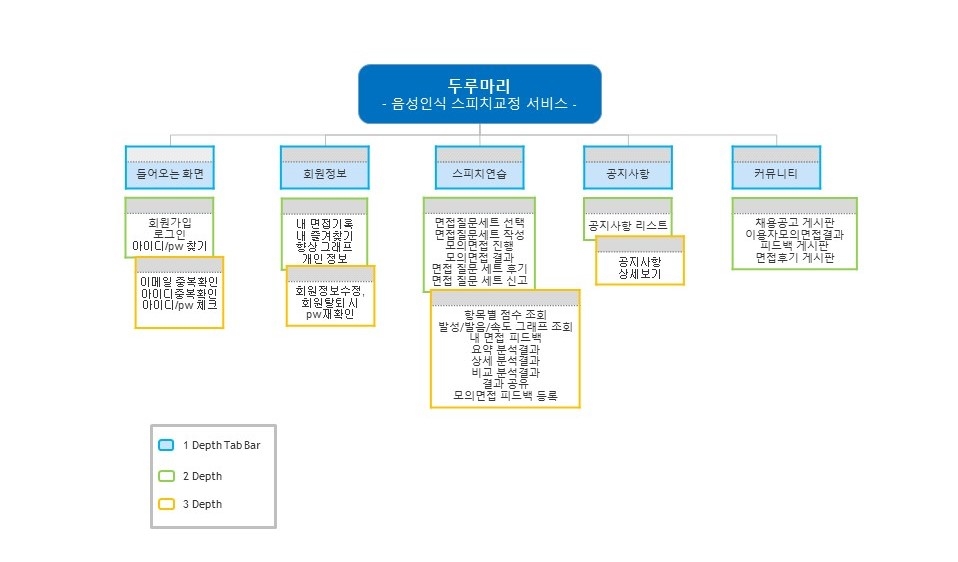 두루마리
- 음성인식 스피치교정 서비스 -
들어오는 화면
회원정보
스피치연습
공지사항
커뮤니티
회원가입
로그인
아이디/pw 찾기
이메일 중복확인
아이디중복확인
아이디/pw 체크
내 면접기록
내 즐겨찾기
향상 그래프
개인 정보
회원정보수정,
회원탈퇴 시
pw재확인
면접질문세트 선택
면접질문세트 작성
모의면접 진행
모의면접 결과
면접 질문 세트 후기
면접 질문 세트 신고
항목별 점수 조회
발성/발음/속도 그래프 조회
내 면접 피드백
요약 분석결과
상세 분석결과
비교 분석결과
결과 공유
모의면접 피드백 등록
공지사항 리스트
공지사항
상세보기
채용공고 게시판
이용자모의면접결과
피드백 게시판
면접후기 게시판
1 Depth Tab Bar
2 Depth
3 Depth